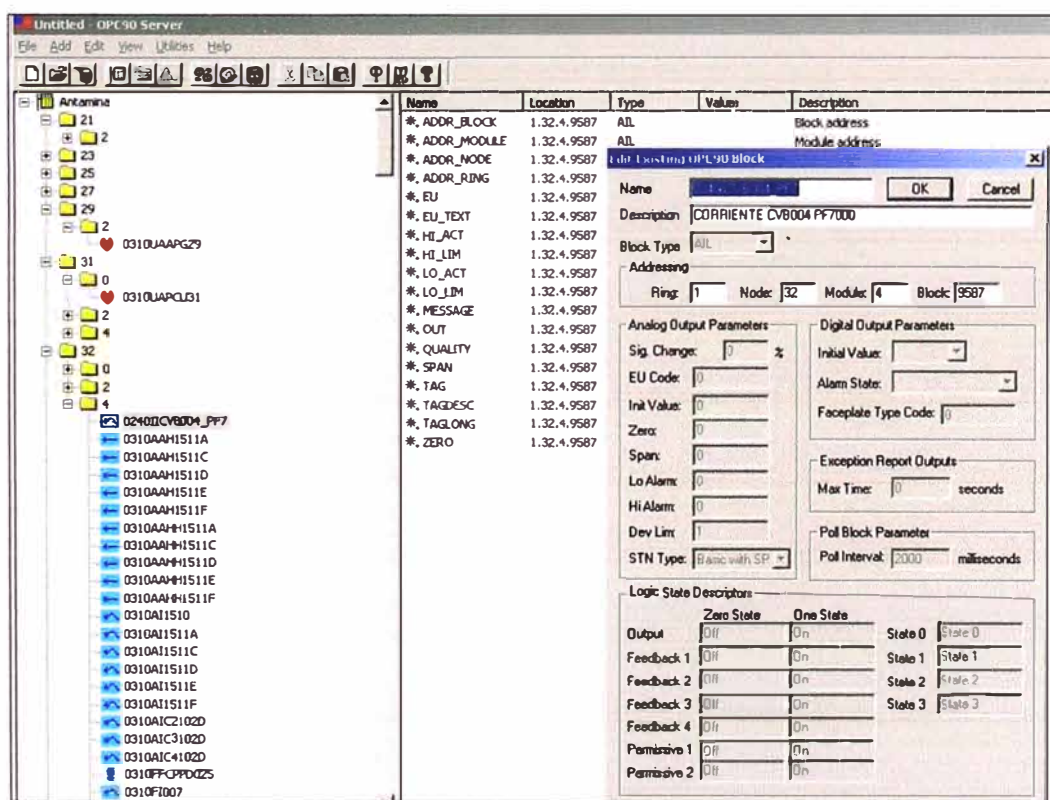 Untitled - OPC90 Server
File Add Edit View Utilities Help
Antamina
21
2
23
25
27
29
2
0310UAAPG29
31
0
0310UAPCU31
2
4
32
0
2
4
0240IICVB004_PF7
0310AAH1511A
0310AAH1511C
0310AAH1511D
0310AAH1511E
0310AAH1511F
0310AAHH1511A
0310AAHH1511C
0310AAHH1511D
0310AAHH1511E
0310AAHH1511F
0310AI1510
0310AI1511A
0310AI1511C
0310AI1511D
0310AI1511E
0310AI1511F
0310AIC2102D
0310AIC3102D
0310AIC4102D
0310FI007
Name Location Type Values Description
ADDR_BLOCK 1.32.4.9587 AIL Block address
ADDR_MODULE 1.32.4.9587 AIL Module address
ADDR_NODE 1.32.4.9587
ADDR_RING 1.32.4.9587
EU 1.32.4.9587
EU_TEXT 1.32.4.9587
HI_ACT 1.32.4.9587
HI_LIM 1.32.4.9587
LO_ACT 1.32.4.9587
LO_LIM 1.32.4.9587
MESSAGE 1.32.4.9587
OUT 1.32.4.9587
QUALITY 1.32.4.9587
SPAN 1.32.4.9587
TAG 1.32.4.9587
TAGDESC 1.32.4.9587
TAGLONG 1.32.4.9587
ZERO 1.32.4.9587
Edit Existing OPC90 Block
Name OK Cancel
Description CORRIENTE CVB004 PF7000
Block Type AIL
Addressing
Ring: 1 Node: 32 Module: 4 Block: 9587
Analog Output Parameters
Sig. Change: 0 %
EU Code: 0
Init Value: 0
Zero: 0
Span: 0
Lo Alarm: 0
Hi Alarm: 0
Dev Lim: 1
STN Type: Basic with SP
Digital Output Parameters
Initial Value:
Alarm State:
Faceplate Type Code: 0
Exception Report Outputs
Max Time: 0 seconds
Poll Block Parameter
Poll Interval: 2000 milliseconds
Logic State Descriptors
Zero State One State
Output Off On State 0 State 0
Feedback 1 Off On State 1 State 1
Feedback 2 Off On State 2 State 2
Feedback 3 Off On State 3 State 3
Feedback 4 Off On
Permissive 1 Off On
Permissive 2 Off On